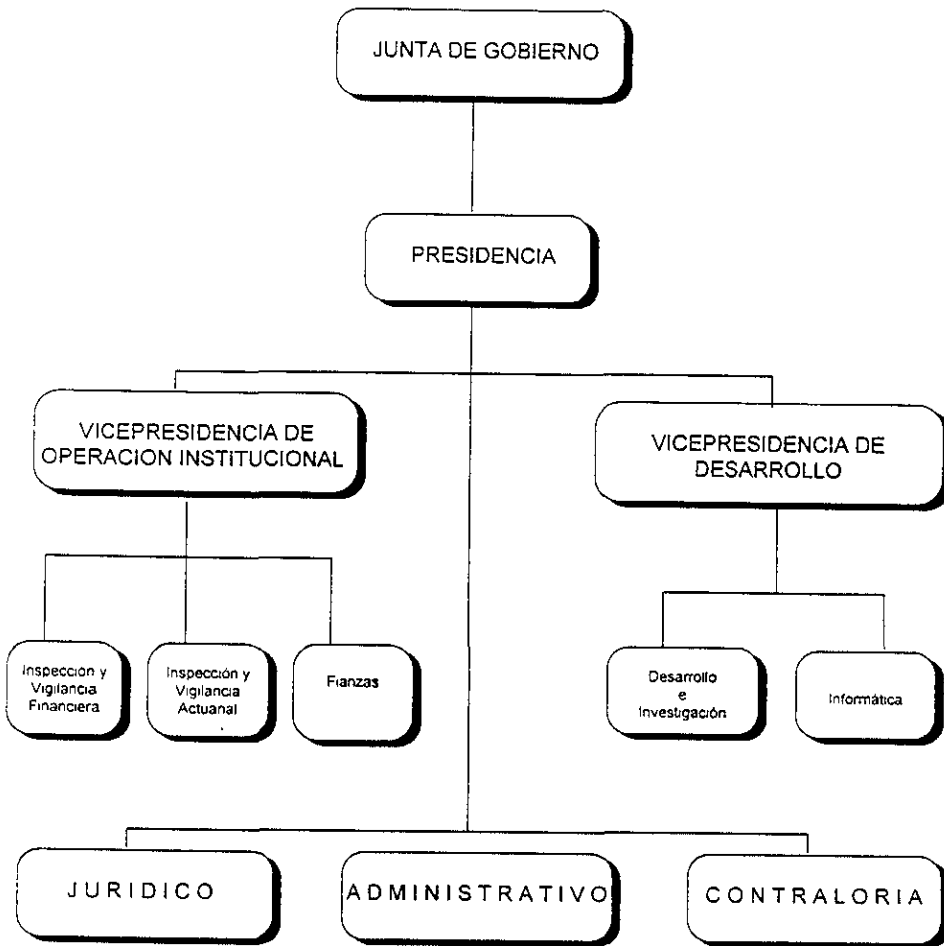 JUNTA DE GOBIERNO
PRESIDENCIA
VICEPRESIDENCIA DE
OPERACION INSTITUCIONAL
VICEPRESIDENCIA DE
DESARROLLO
Inspección y
Vigilancia
Financiera
Inspección y
Vigilancia
Actuanal
Fianzas
Desarrollo
e
Investigación
Informática
JURIDICO
ADMINISTRATIVO
CONTRALORIA